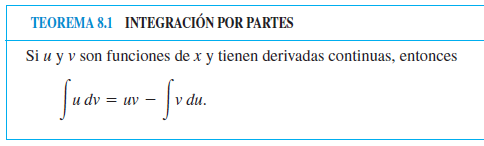 TEOREMA 8.1 INTEGRACIÓN POR PARTES
Si u y v son funciones de x y tienen derivadas continuas, entonces
∫ u dv = uv − ∫ v du.